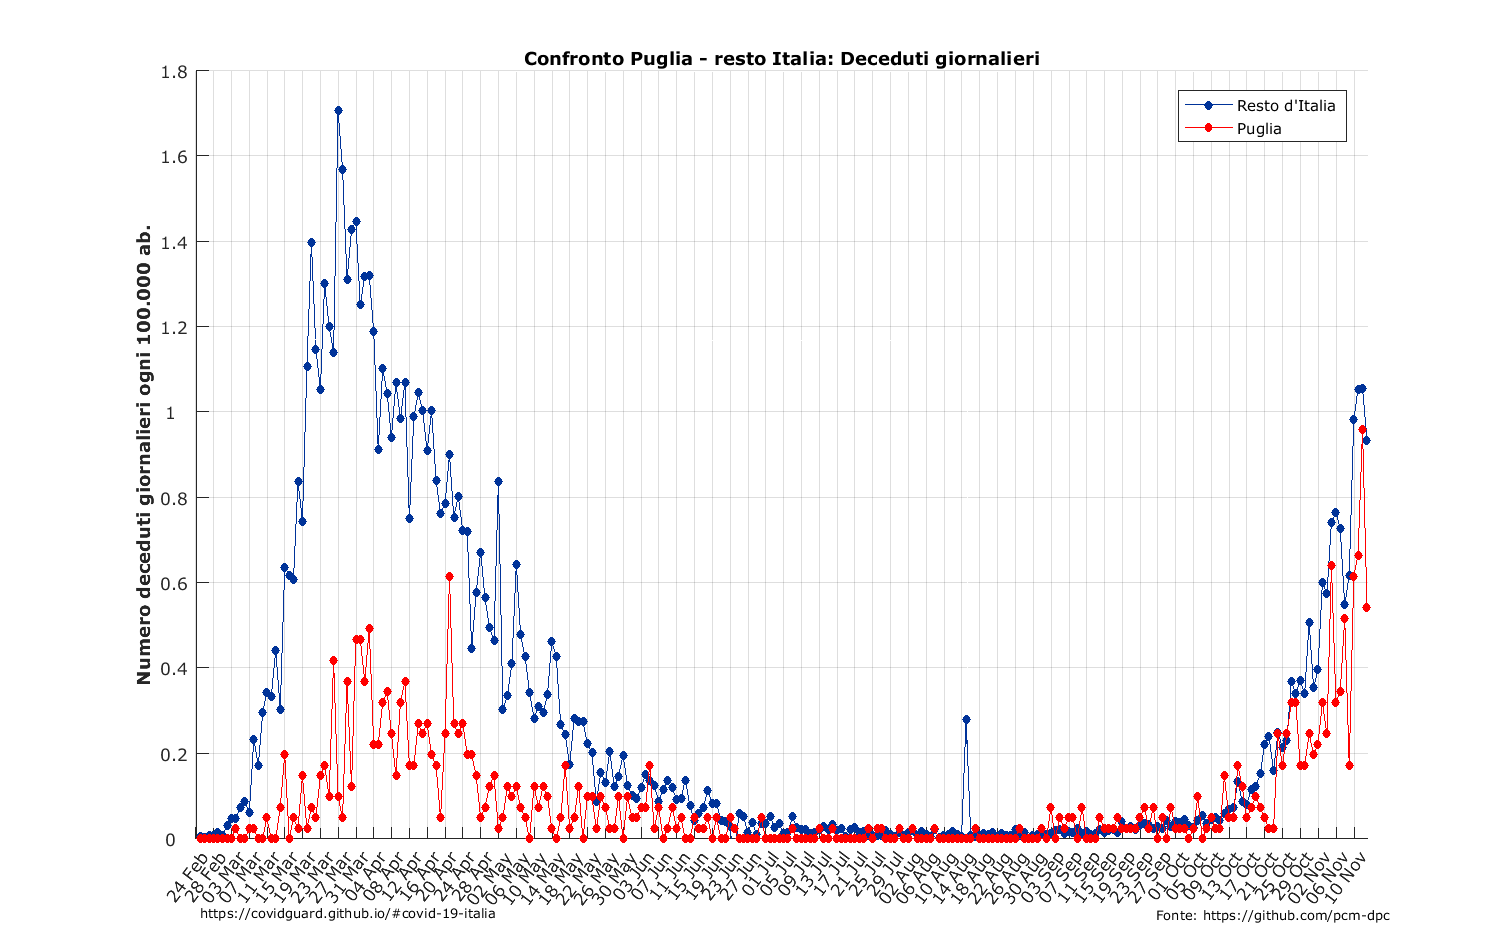 Confronto Puglia - resto Italia: Deceduti giornalieri
Numero deceduti giornalieri ogni 100.000 ab.
1.8
1.6
1.4
1.2
1
0.8
0.6
0.4
0.2
0
Resto d'Italia
Puglia
24 Feb
28 Feb
03 Mar
07 Mar
11 Mar
15 Mar
19 Mar
23 Mar
27 Mar
31 Mar
04 Apr
08 Apr
12 Apr
16 Apr
20 Apr
24 Apr
28 Apr
02 May
06 May
10 May
14 May
18 May
22 May
26 May
30 May
03 Jun
07 Jun
11 Jun
15 Jun
19 Jun
23 Jun
27 Jun
01 Jul
05 Jul
09 Jul
13 Jul
17 Jul
21 Jul
25 Jul
29 Jul
02 Aug
06 Aug
10 Aug
14 Aug
18 Aug
22 Aug
26 Aug
30 Aug
03 Sep
07 Sep
11 Sep
15 Sep
19 Sep
23 Sep
27 Sep
01 Oct
05 Oct
09 Oct
13 Oct
17 Oct
21 Oct
25 Oct
29 Oct
02 Nov
06 Nov
10 Nov
https://covidguard.github.io/#covid-19-italia
Fonte: https://github.com/pcm-dpc